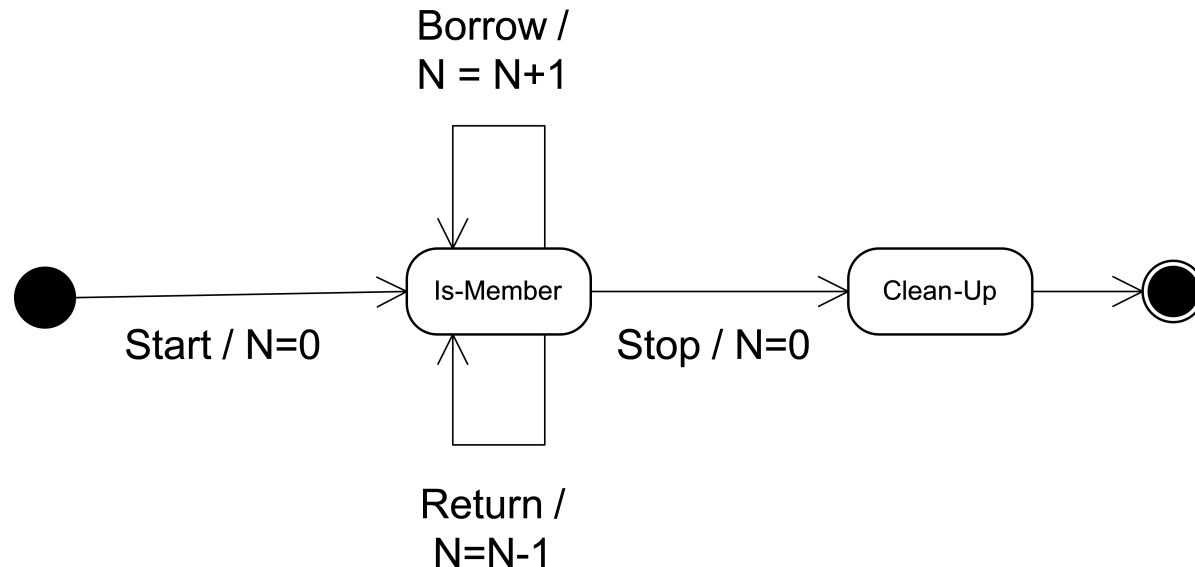 Borrow /
N = N+1
Is-Member
Clean-Up
Start / N=0
Stop / N=0
Return /
N=N-1